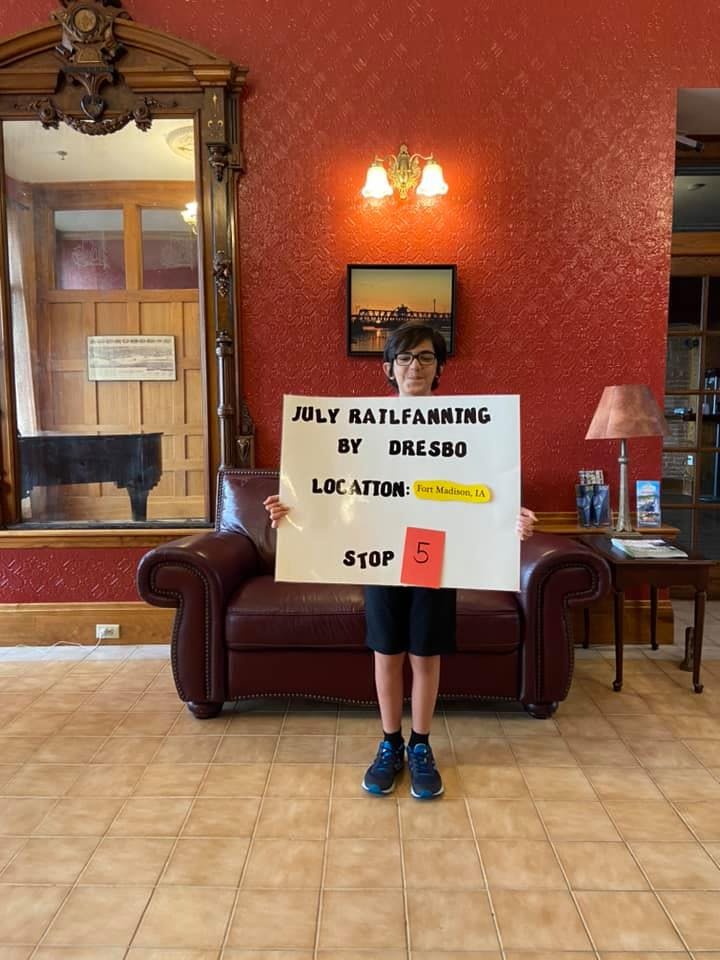 JULY RAILFANNING
BY DRESBO
LOCATION: Fort Madison, IA
STOP 5